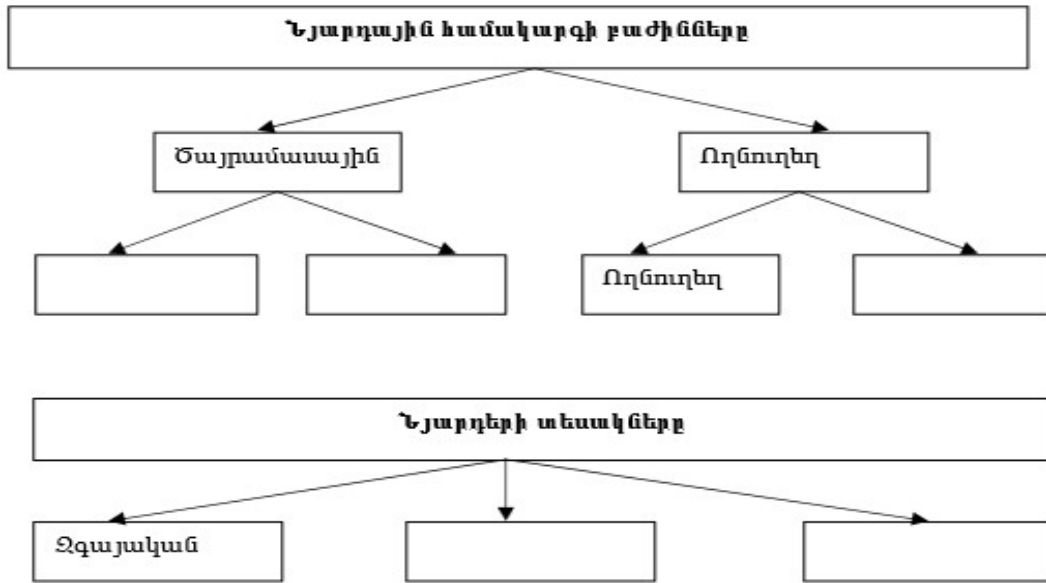 Նյարդային համակարգի բաժինները
Ծայրամասային
Ողնուղեղ
Ողնուղեղ
Նյարդերի տեսակները
Զգայական